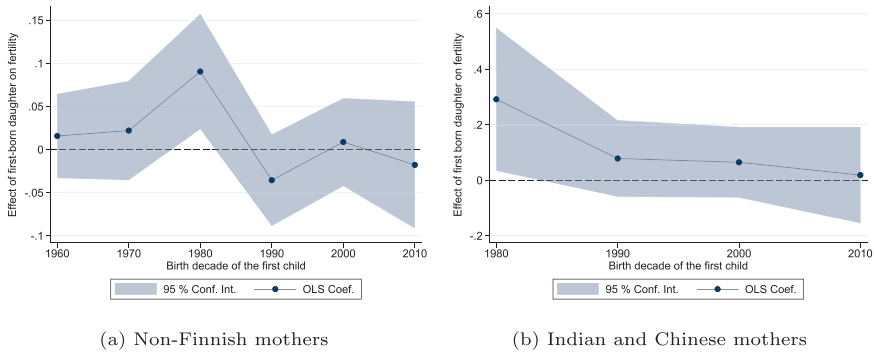 Effect of first-born daughter on fertility
.15
.1
.05
0
-.05
-.1
1960 1970 1980 1990 2000 2010
Birth decade of the first child
95 % Conf. Int. OLS Coef.
(a) Non-Finnish mothers
Effect of first born daughter on fertility
.6
.4
.2
0
-.2
1980 1990 2000 2010
Birth decade of the first child
95 % Conf. Int. OLS Coef.
(b) Indian and Chinese mothers